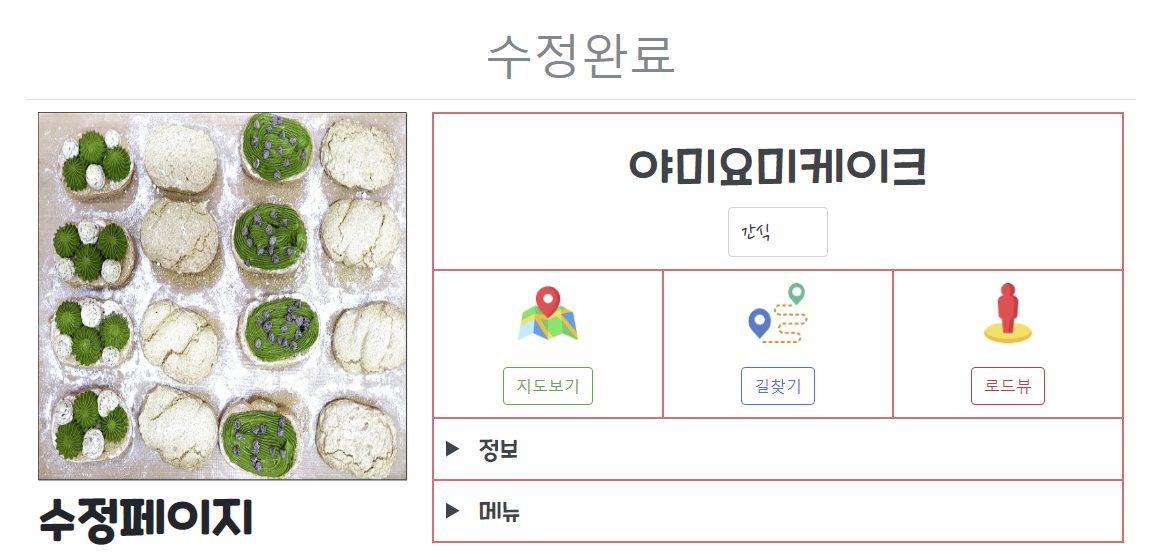 수정완료
야미요미케이크
간식
지도보기
길찾기
로드뷰
▶ 정보
▶ 메뉴
수정페이지